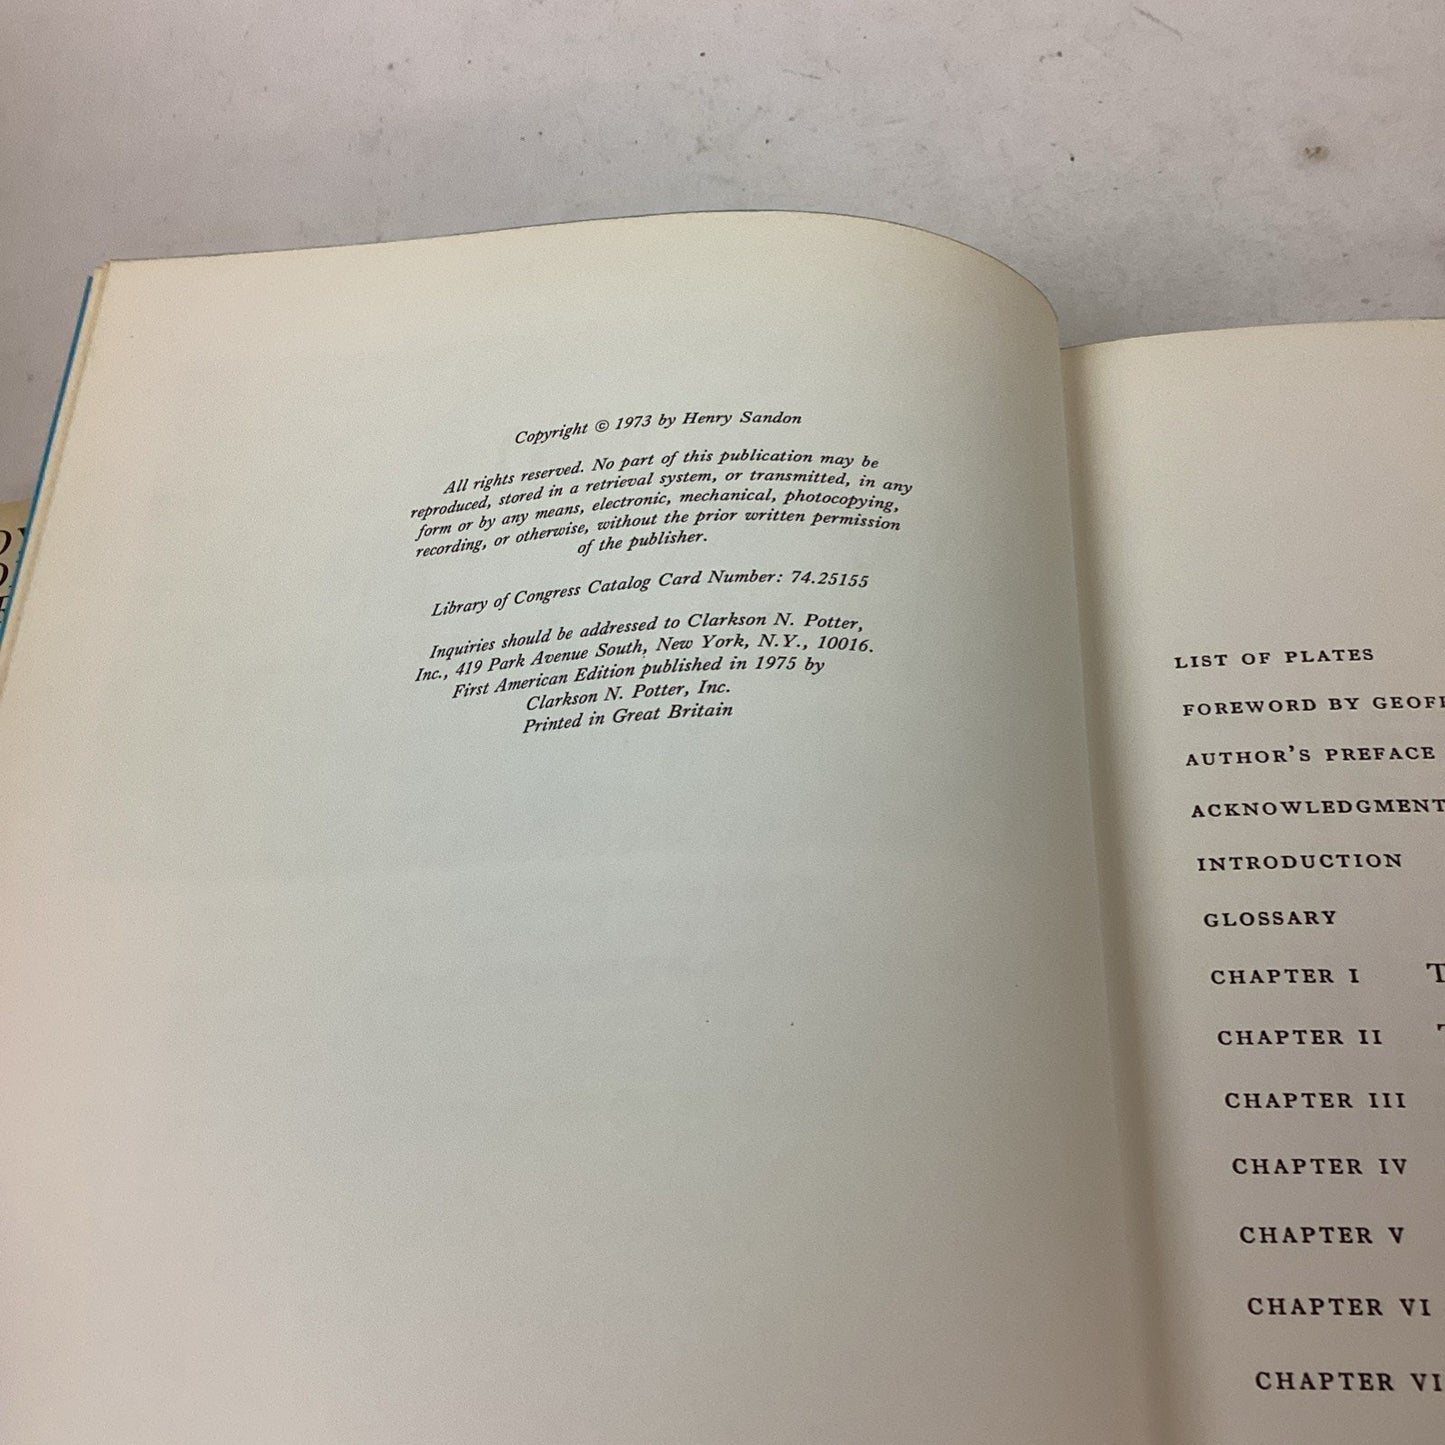 Copyright © 1973 by Henry Sandon
All rights reserved. No part of this publication may be
reproduced, stored in a retrieval system, or transmitted, in any
form or by any means, electronic, mechanical, photocopying,
recording, or otherwise, without the prior written permission
of the publisher.
Library of Congress Catalog Card Number: 74.25155
Inquiries should be addressed to Clarkson N. Potter,
Inc., 419 Park Avenue South, New York, N.Y., 10016.
First American Edition published in 1975 by
Clarkson N. Potter, Inc.
Printed in Great Britain
LIST OF PLATES
FOREWORD BY
AUTHOR'S PREFACE
ACKNOWLEDGMENT
INTRODUCTION
GLOSSARY
CHAPTER I
CHAPTER II
CHAPTER III
CHAPTER IV
CHAPTER V
CHAPTER VI
CHAPTER